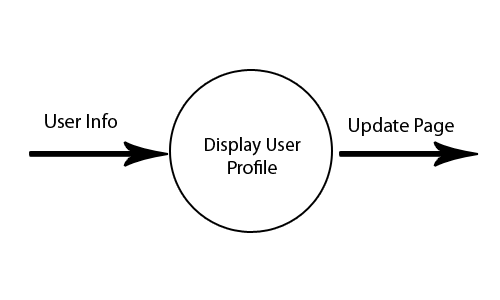 User Info
Display User
Profile
Update Page